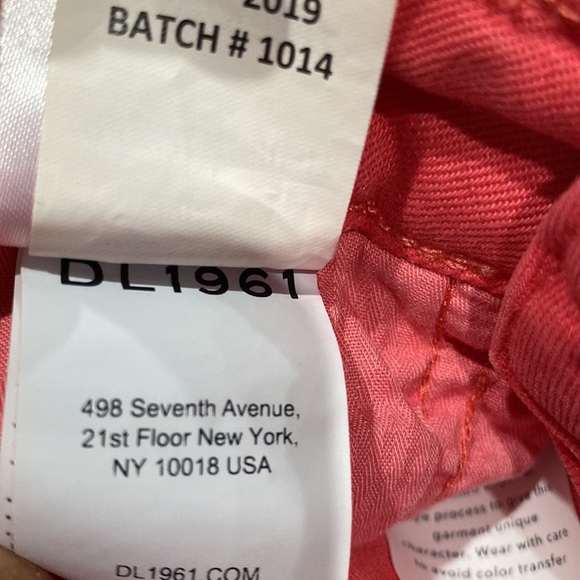 2019
BATCH # 1014
DL1961
498 Seventh Avenue,
21st Floor New York,
NY 10018 USA
DL1961.COM
process to give this
garment unique
character. Wear with care
to avoid color transfer